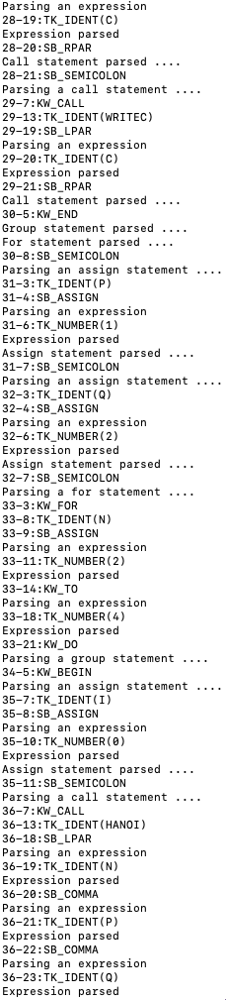 Parsing an expression
28-19:TK_IDENT(C)
Expression parsed
28-20:SB_RPAR
Call statement parsed ....
28-21:SB_SEMICOLON
Parsing a call statement ....
29-7:KW_CALL
29-13:TK_IDENT(WRITEC)
29-19:SB_LPAR
Parsing an expression
29-20:TK_IDENT(C)
Expression parsed
29-21:SB_RPAR
Call statement parsed ....
30-5:KW_END
Group statement parsed ....
For statement parsed ....
30-8:SB_SEMICOLON
Parsing an assign statement ....
31-3:TK_IDENT(P)
31-4:SB_ASSIGN
Parsing an expression
31-6:TK_NUMBER(1)
Expression parsed
Assign statement parsed ....
31-7:SB_SEMICOLON
Parsing an assign statement ....
32-3:TK_IDENT(Q)
32-4:SB_ASSIGN
Parsing an expression
32-6:TK_NUMBER(2)
Expression parsed
Assign statement parsed ....
32-7:SB_SEMICOLON
Parsing a for statement ....
33-3:KW_FOR
33-8:TK_IDENT(N)
33-9:SB_ASSIGN
Parsing an expression
33-11:TK_NUMBER(2)
Expression parsed
33-14:KW_TO
Parsing an expression
33-18:TK_NUMBER(4)
Expression parsed
33-21:KW_DO
Parsing a group statement ....
34-5:KW_BEGIN
Parsing an assign statement ....
35-7:TK_IDENT(I)
35-8:SB_ASSIGN
Parsing an expression
35-10:TK_NUMBER(0)
Expression parsed
Assign statement parsed ....
35-11:SB_SEMICOLON
Parsing a call statement ....
36-7:KW_CALL
36-13:TK_IDENT(HANOI)
36-18:SB_LPAR
Parsing an expression
36-19:TK_IDENT(N)
Expression parsed
36-20:SB_COMMA
Parsing an expression
36-21:TK_IDENT(P)
Expression parsed
36-22:SB_COMMA
Parsing an expression
36-23:TK_IDENT(Q)
Expression parsed